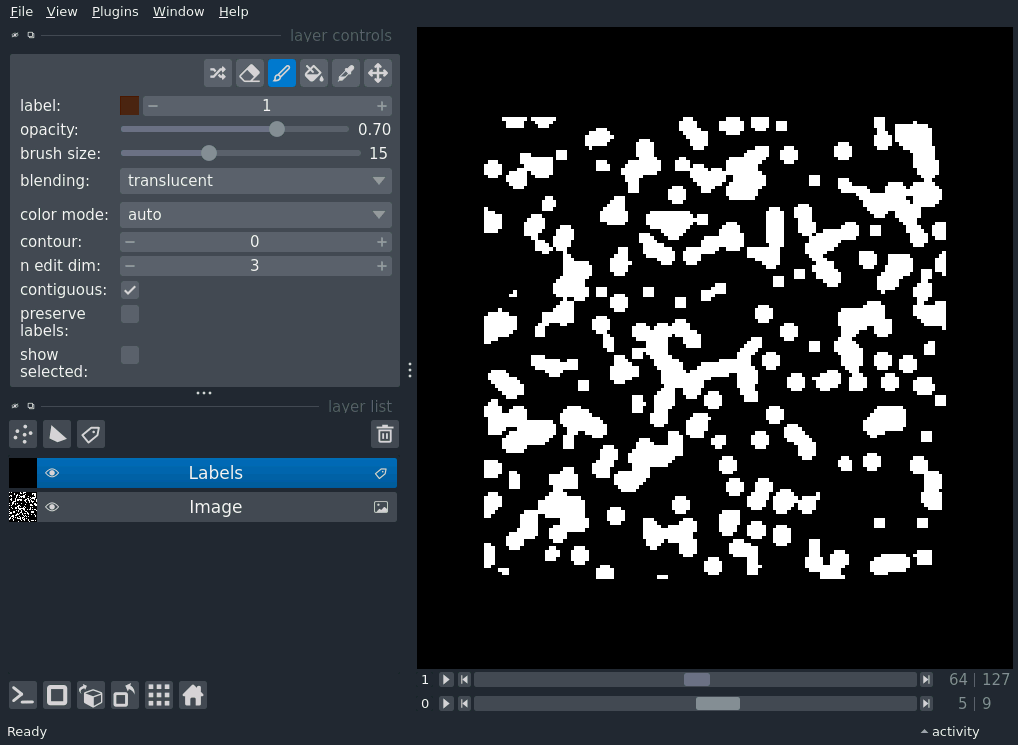 File View Plugins Window Help
layer controls
label: 1
opacity: 0.70
brush size: 15
blending: translucent
color mode: auto
contour: 0
n edit dim: 3
contiguous:
preserve
labels:
show
selected:
layer list
Labels
Image
1 64 | 127
0 5 | 9
Ready activity